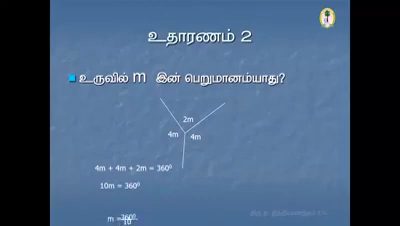 உதாரணம் 2
உருவில் m இன் பெறுமானம்யாது?
2m
4m 4m
4m + 4m + 2m = 360⁰
10m = 360⁰
m = 360⁰
10